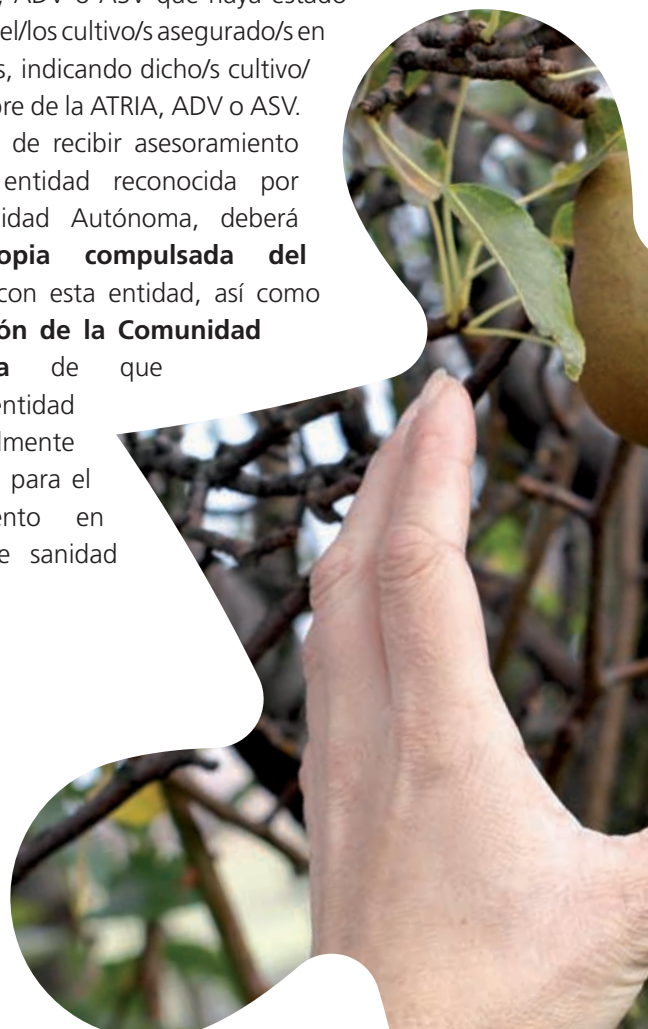 ADV o ASV que haya estado
el/los cultivo/s asegurado/s en
s, indicando dicho/s cultivo/
bre de la ATRIA, ADV o ASV.
de recibir asesoramiento
entidad reconocida por
idad Autónoma, deberá
opia compulsada del
con esta entidad, así como
ón de la Comunidad
a de que
entidad
lmente
para el
ento en
e sanidad